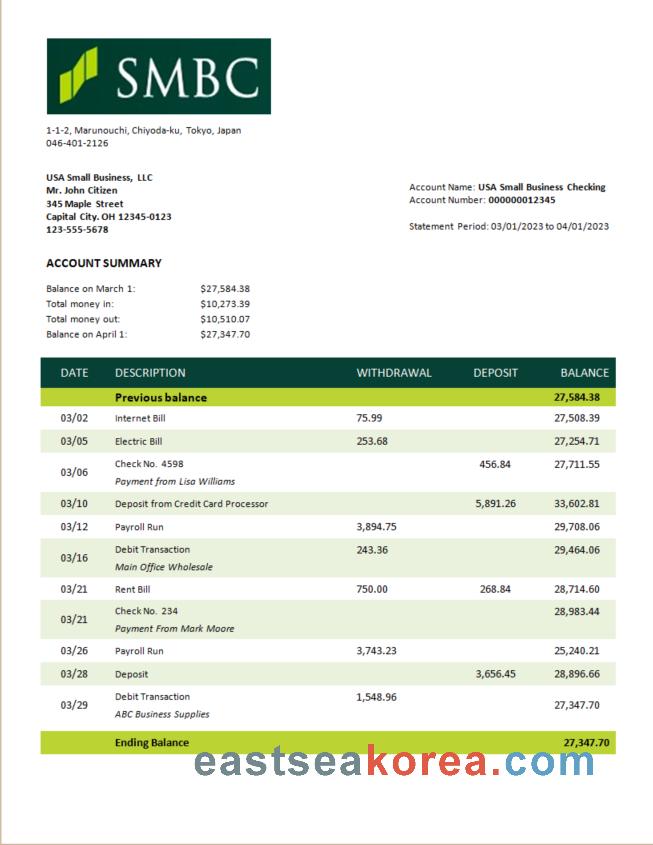 SMBC
1-1-2, Marunouchi, Chiyoda-ku, Tokyo, Japan
046-401-2126
USA Small Business, LLC
Mr. John Citizen
345 Maple Street
Capital City. OH 12345-0123
123-555-5678
Account Name: USA Small Business Checking
Account Number: 000000012345
Statement Period: 03/01/2023 to 04/01/2023
ACCOUNT SUMMARY
Balance on March 1: $27,584.38
Total money in: $10,273.39
Total money out: $10,510.07
Balance on April 1: $27,347.70
DATE DESCRIPTION WITHDRAWAL DEPOSIT BALANCE
Previous balance 27,584.38
03/02 Internet Bill 75.99 27,508.39
03/05 Electric Bill 253.68 27,254.71
03/06 Check No. 4598 456.84 27,711.55
Payment from Lisa Williams
03/10 Deposit from Credit Card Processor 5,891.26 33,602.81
03/12 Payroll Run 3,894.75 29,708.06
03/16 Debit Transaction 243.36 29,464.06
Main Office Wholesale
03/21 Rent Bill 750.00 268.84 28,714.60
03/21 Check No. 234 28,983.44
Payment From Mark Moore
03/26 Payroll Run 3,743.23 25,240.21
03/28 Deposit 3,656.45 28,896.66
03/29 Debit Transaction 1,548.96 27,347.70
ABC Business Supplies
Ending Balance 27,347.70
eastseakorea.com